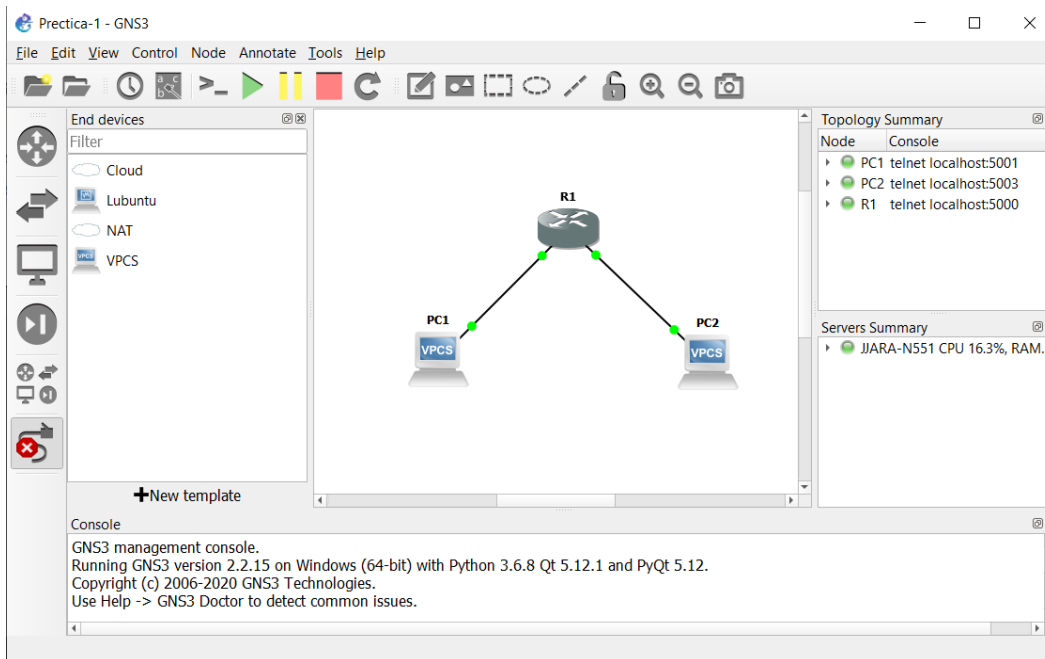 Prectica-1 - GNS3
File Edit View Control Node Annotate Tools Help
End devices
Filter
Cloud
Lubuntu
NAT
VPCS
New template
R1
PC1
VPCS
PC2
VPCS
Topology Summary
Node Console
PC1 telnet localhost:5001
PC2 telnet localhost:5003
R1 telnet localhost:5000
Servers Summary
JJARA-N551 CPU 16.3%, RAM.
Console
GNS3 management console.
Running GNS3 version 2.2.15 on Windows (64-bit) with Python 3.6.8 Qt 5.12.1 and PyQt 5.12.
Copyright (c) 2006-2020 GNS3 Technologies.
Use Help -> GNS3 Doctor to detect common issues.